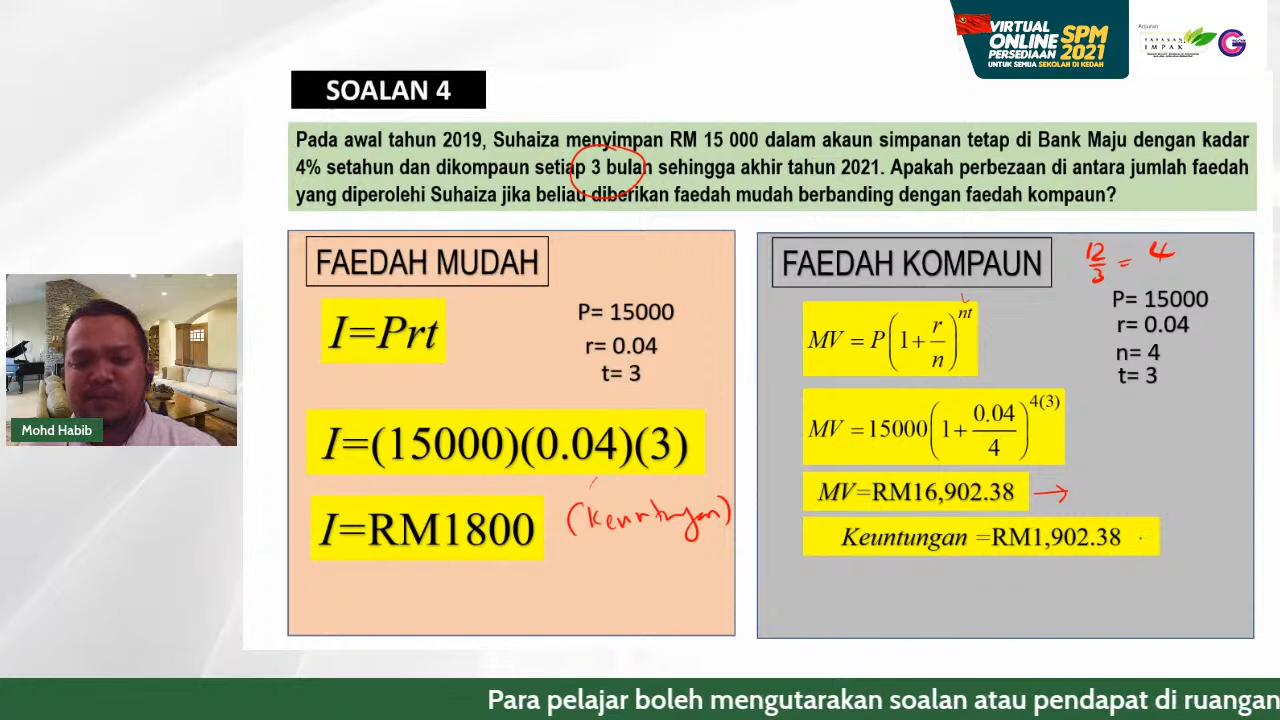 VIRTUAL
ONLINE
PERSEDIAAN
SPM
2021
UNTUK SEMUA SEKOLAH DI KEDAH
Anjuran
YAYASAN
IMPAK
SOALAN 4
Pada awal tahun 2019, Suhaiza menyimpan RM 15 000 dalam akaun simpanan tetap di Bank Maju dengan kadar
4% setahun dan dikompaun setiap 3 bulan sehingga akhir tahun 2021. Apakah perbezaan di antara jumlah faedah
yang diperolehi Suhaiza jika beliau diberikan faedah mudah berbanding dengan faedah kompaun?
FAEDAH MUDAH
I=Prt
P= 15000
r= 0.04
t= 3
I=(15000)(0.04)(3)
I=RM1800
(keuntungan)
FAEDAH KOMPAUN
12/3 = 4
MV = P(1+r/n)^nt
P= 15000
r= 0.04
n= 4
t= 3
MV = 15000(1+0.04/4)^4(3)
MV=RM16,902.38 →
Keuntungan =RM1,902.38
Mohd Habib
Para pelajar boleh mengutarakan soalan atau pendapat di ruangan